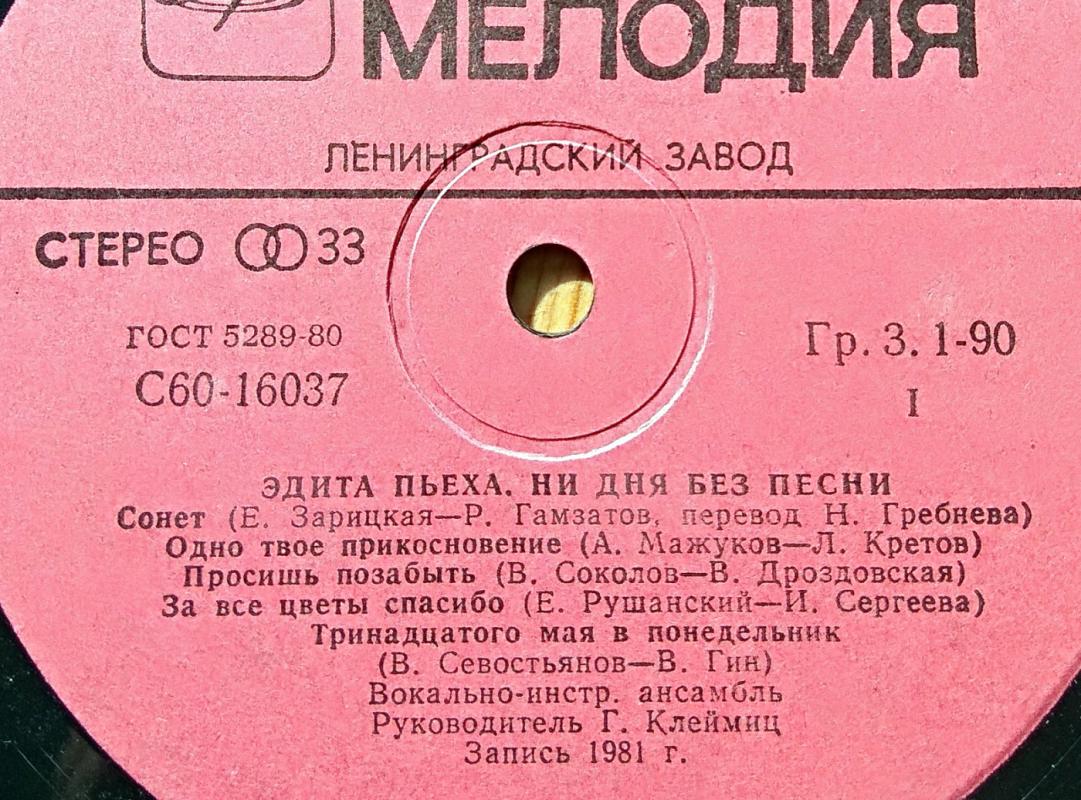 МЕЛОДИЯ
ЛЕНИНГРАДСКИЙ ЗАВОД
СТЕРЕО 33
ГОСТ 5289-80
Гр. 3. 1-90
С60-16037
I
ЭДИТА ПЬЕХА. НИ ДНЯ БЕЗ ПЕСНИ
Сонет (Е. Зарицкая—Р. Гамзатов, перевод Н. Гребнева)
Одно твое прикосновение (А. Мажуков—Л. Кретов)
Просишь позабыть (В. Соколов—В. Дроздовская)
За все цветы спасибо (Е. Рушанский—И. Сергеева)
Тринадцатого мая в понедельник
(В. Севостьянов—В. Гин)
Вокально-инстр. ансамбль
Руководитель Г. Клеймиц
Запись 1981 г.